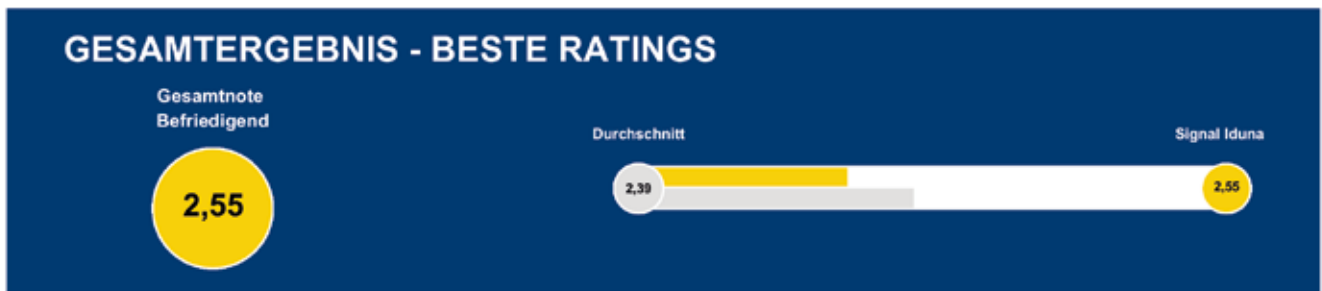 GESAMTERGEBNIS - BESTE RATINGS
Gesamtnote
Befriedigend
2,55
Durchschnitt
Signal Iduna
2,39
2,55